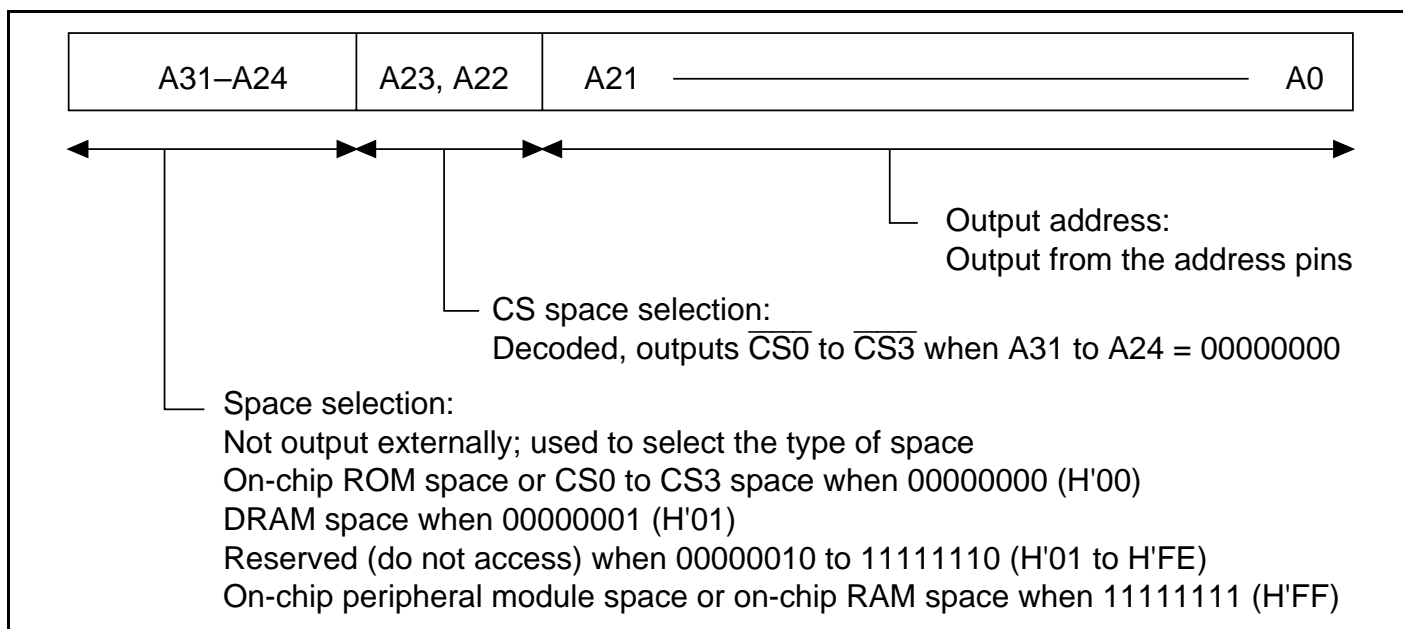 A31–A24 A23, A22 A21 A0
Output address:
Output from the address pins
CS space selection:
Decoded, outputs C̅S̅0̅ to C̅S̅3̅ when A31 to A24 = 00000000
Space selection:
Not output externally; used to select the type of space
On-chip ROM space or CS0 to CS3 space when 00000000 (H'00)
DRAM space when 00000001 (H'01)
Reserved (do not access) when 00000010 to 11111110 (H'01 to H'FE)
On-chip peripheral module space or on-chip RAM space when 11111111 (H'FF)